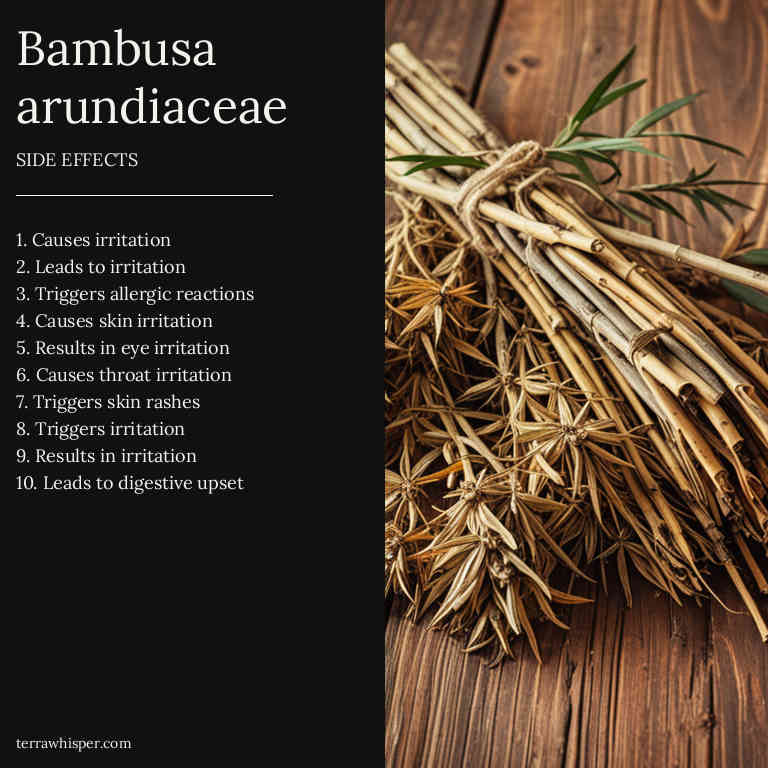 Bambusa
arundiaceae
SIDE EFFECTS
1. Causes irritation
2. Leads to irritation
3. Triggers allergic reactions
4. Causes skin irritation
5. Results in eye irritation
6. Causes throat irritation
7. Triggers skin rashes
8. Triggers irritation
9. Results in irritation
10. Leads to digestive upset
terrawhisper.com